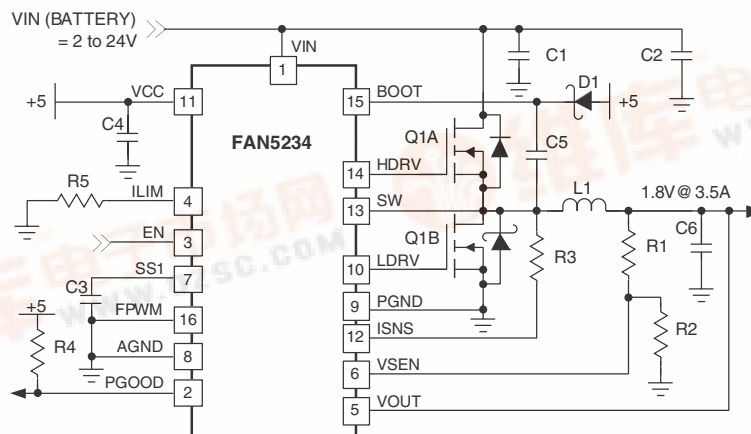 VIN (BATTERY)
= 2 to 24V
VIN
1
C1
C2
VCC
+5
11
C4
15
BOOT
D1
+5
FAN5234
Q1A
C5
14
HDRV
R5
ILIM
4
13
SW
L1
1.8V@ 3.5A
EN
3
Q1B
10
LDRV
R3
R1
C6
SS1
7
C3
9
PGND
FPWM
16
12
ISNS
+5
R4
AGND
8
R2
6
VSEN
PGOOD
2
5
VOUT
WWW.DZSC.COM